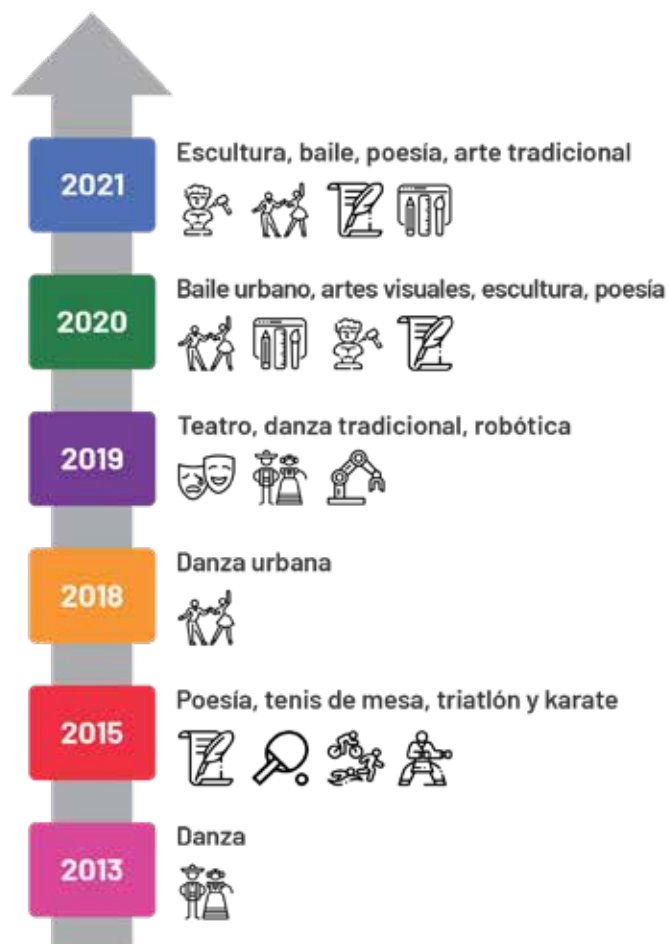 2021
Escultura, baile, poesía, arte tradicional
2020
Baile urbano, artes visuales, escultura, poesía
2019
Teatro, danza tradicional, robótica
2018
Danza urbana
2015
Poesía, tenis de mesa, triatlón y karate
2013
Danza